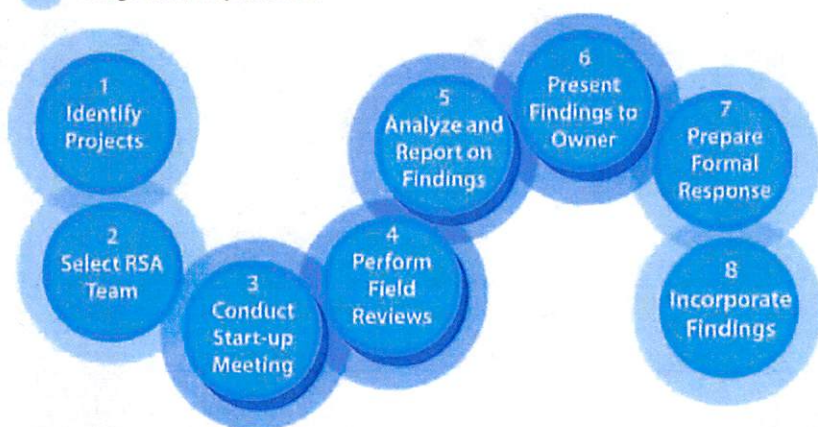 1
Identify
Projects
2
Select RSA
Team
3
Conduct
Start-up
Meeting
4
Perform
Field
Reviews
5
Analyze and
Report on
Findings
6
Present
Findings to
Owner
7
Prepare
Formal
Response
8
Incorporate
Findings